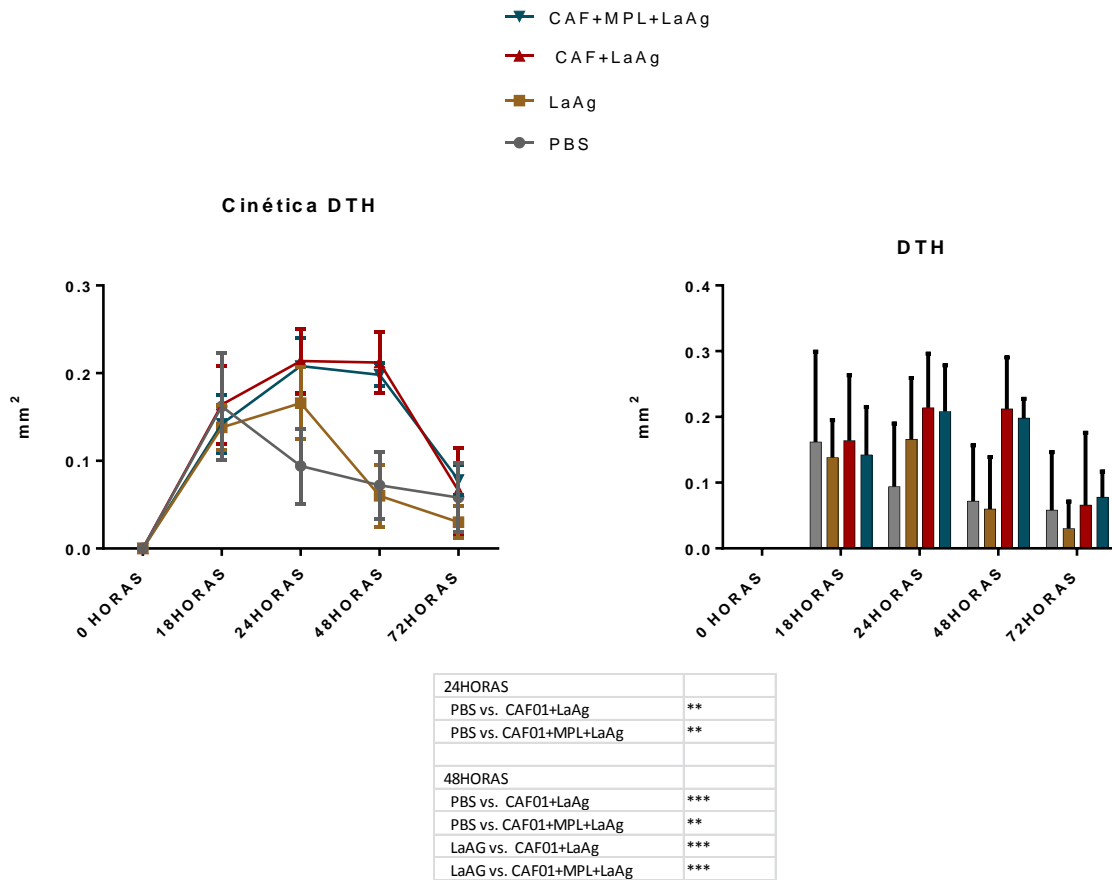 CAF+MPL+LaAg
CAF+LaAg
LaAg
PBS
Cinética DTH
mm²
0.3
0.2
0.1
0.0
0 HORAS
18HORAS
24HORAS
48HORAS
72HORAS
DTH
mm²
0.4
0.3
0.2
0.1
0.0
0 HORAS
18HORAS
24HORAS
48HORAS
72HORAS
24HORAS
PBS vs. CAF01+LaAg **
PBS vs. CAF01+MPL+LaAg **
48HORAS
PBS vs. CAF01+LaAg ***
PBS vs. CAF01+MPL+LaAg **
LaAG vs. CAF01+LaAg ***
LaAG vs. CAF01+MPL+LaAg ***